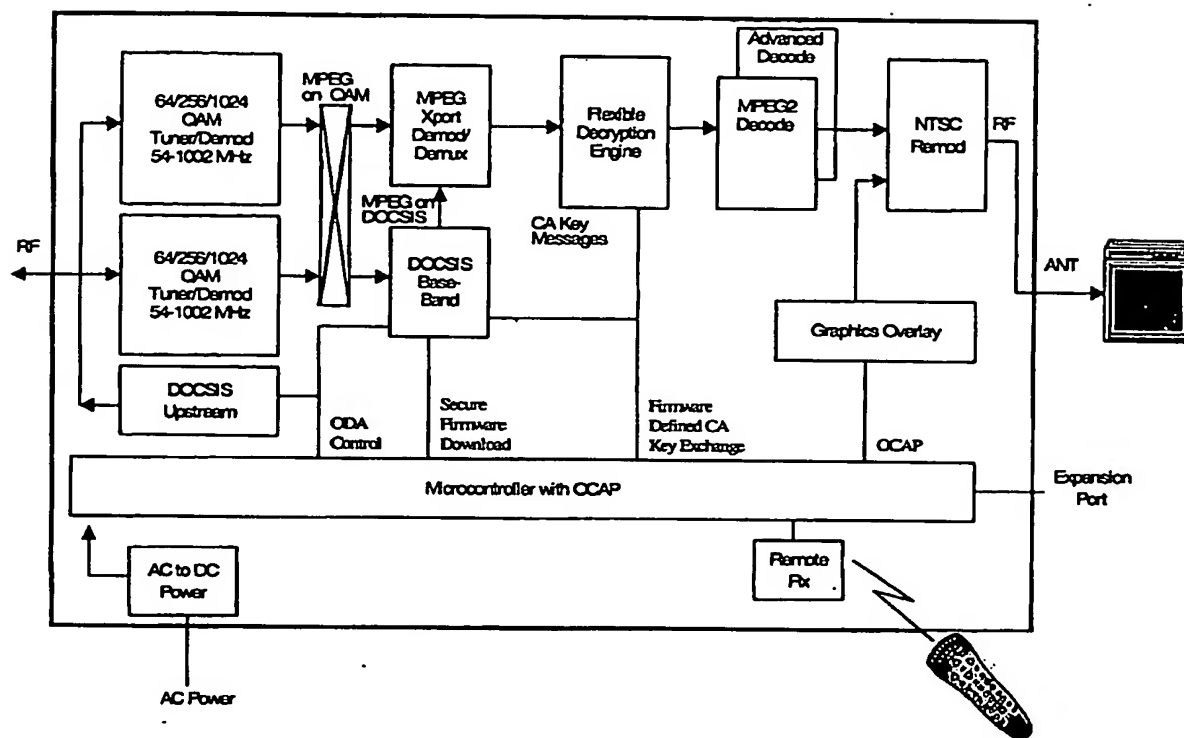 Advanced
Decode
64/256/1024
QAM
Tuner/Demod
54-1002 MHz
MPEG
on QAM
MPEG
Xport
Demod/
Demux
Flexible
Decryption
Engine
MPEG2
Decode
NTSC
Remod
RF
MPEG on
DOCSIS
CA Key
Messages
RF
64/256/1024
QAM
Tuner/Demod
54-1002 MHz
DOCSIS
Base-
Band
ANT
Graphics Overlay
DOCSIS
Upstream
ODA
Control
Secure
Firmware
Download
Firmware
Defined CA
Key Exchange
OCAP
Microcontroller with OCAP
Expansion
Port
AC to DC
Power
Remote
Rx
AC Power